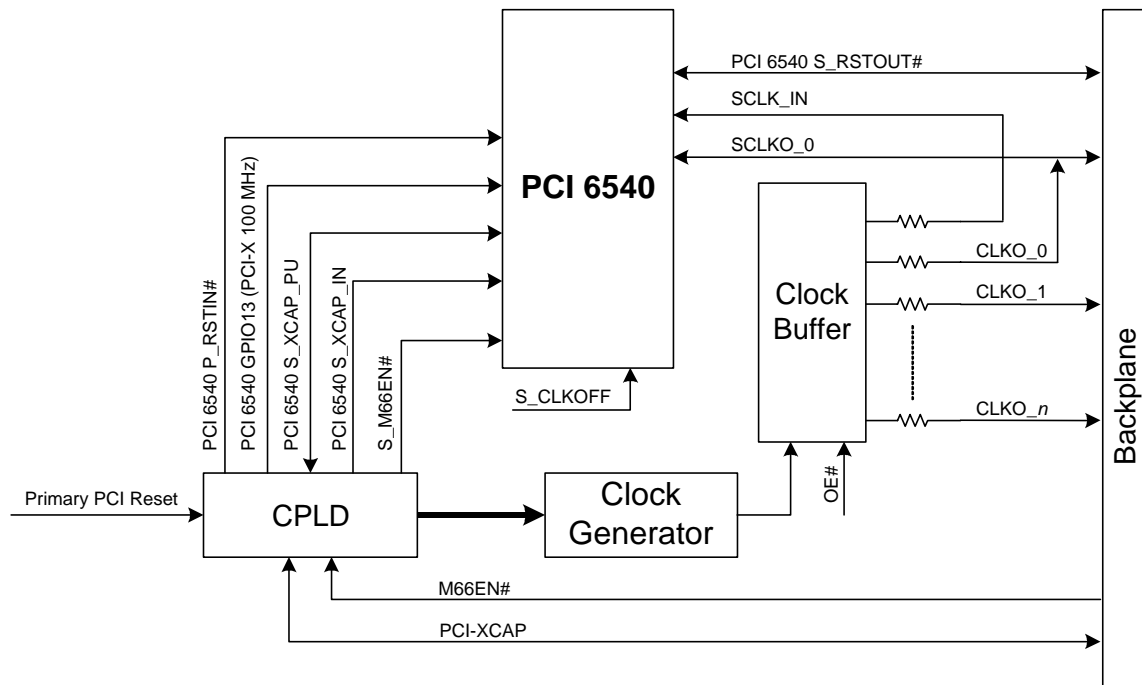 PCI 6540 S_RSTOUT#
SCLK_IN
SCLKO_0
PCI 6540
PCI 6540 P_RSTIN#
PCI 6540 GPIO13 (PCI-X 100 MHz)
PCI 6540 S_XCAP_PU
PCI 6540 S_XCAP_IN
S_M66EN#
S_CLKOFF
Clock
Buffer
CLKO_0
CLKO_1
CLKO_n
OE#
Backplane
Primary PCI Reset
CPLD
Clock
Generator
M66EN#
PCI-XCAP